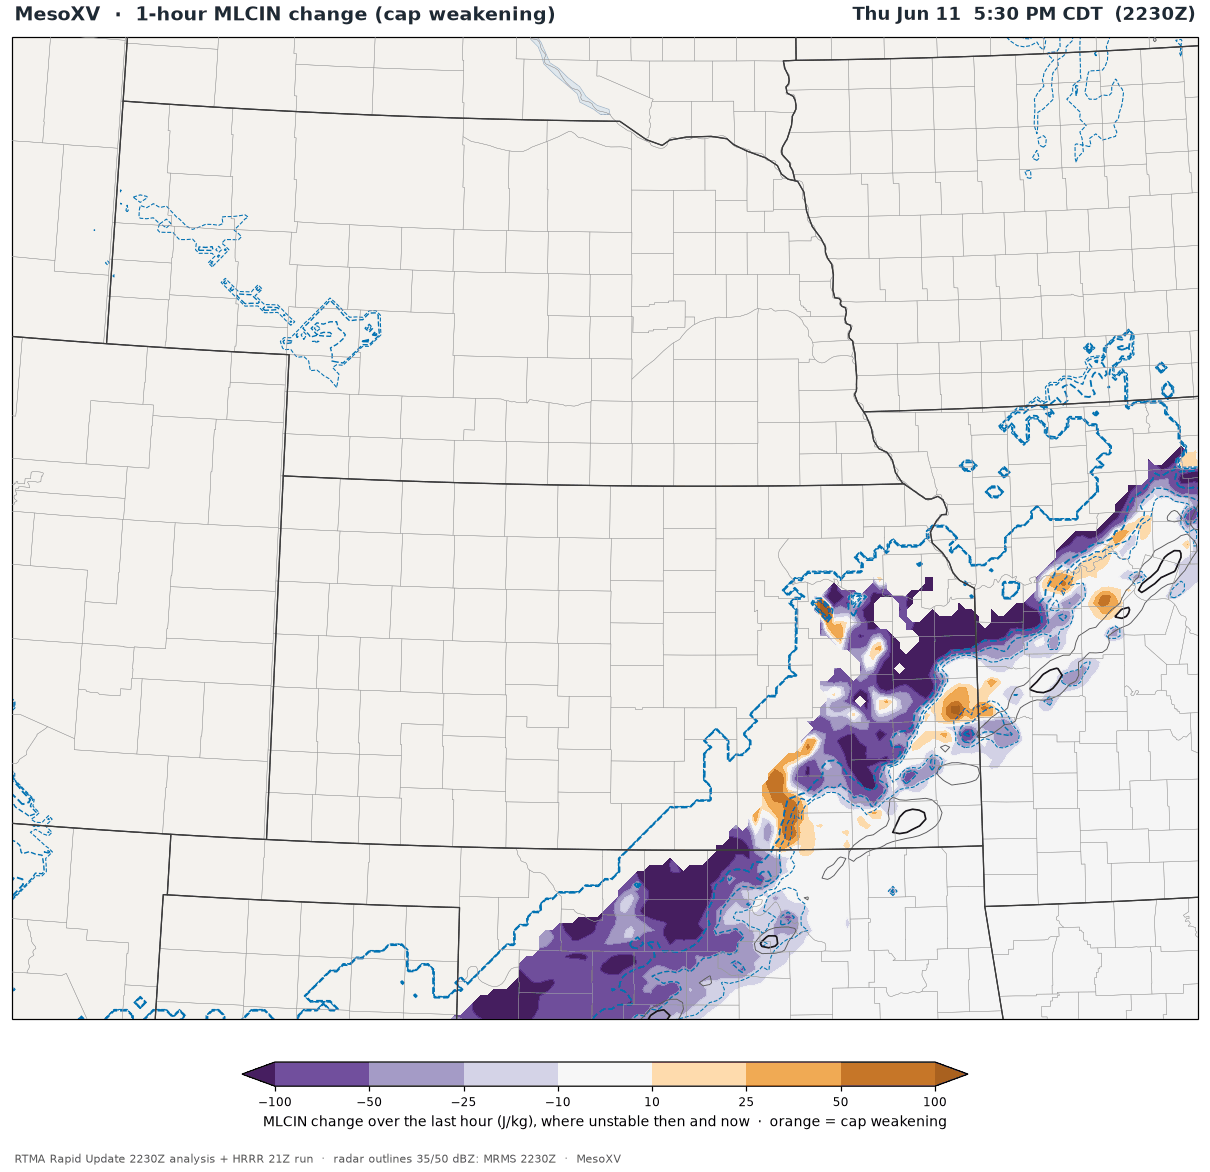 MesoXV · 1-hour MLCIN change (cap weakening)
Thu Jun 11 5:30 PM CDT (2230Z)
−100 −50 −25 −10 10 25 50 100
MLCIN change over the last hour (J/kg), where unstable then and now · orange = cap weakening
RTMA Rapid Update 2230Z analysis + HRRR 21Z run · radar outlines 35/50 dBZ: MRMS 2230Z · MesoXV